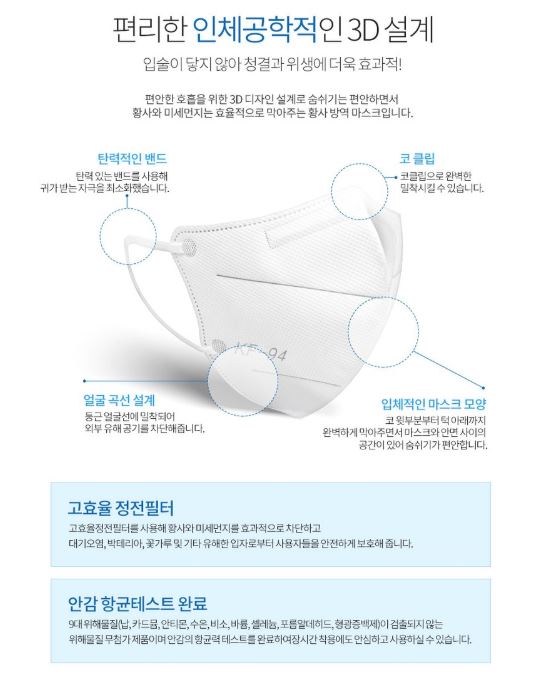 편리한 인체공학적인 3D 설계
입술이 닿지 않아 청결과 위생에 더욱 효과적!
편안한 호흡을 위한 3D 디자인 설계로 숨쉬기는 편안하면서
황사와 미세먼지는 효율적으로 막아주는 황사 방역 마스크입니다.
탄력적인 밴드
탄력 있는 밴드를 사용해
귀가 받는 자극을 최소화했습니다.
코 클립
코클립으로 완벽한
밀착시킬 수 있습니다.
KF-94
얼굴 곡선 설계
둥근 얼굴선에 밀착되어
외부 유해 공기를 차단해줍니다.
입체적인 마스크 모양
코 윗부분부터 턱 아래까지
완벽하게 막아주면서 마스크와 안면 사이의
공간이 있어 숨쉬기가 편안합니다.
고효율 정전필터
고효율정전필터를 사용해 황사와 미세먼지를 효과적으로 차단하고
대기오염, 박테리아, 꽃가루 및 기타 유해한 입자로부터 사용자들을 안전하게 보호해 줍니다.
안감 항균테스트 완료
9대 위해물질(납, 카드뮴, 안티몬, 수은, 비소, 바륨, 셀레늄, 포름알데히드, 형광증백제)이 검출되지 않는
위해물질 무첨가 제품이며 안감의 항균력 테스트를 완료하여장시간 착용에도 안심하고 사용하실 수 있습니다.